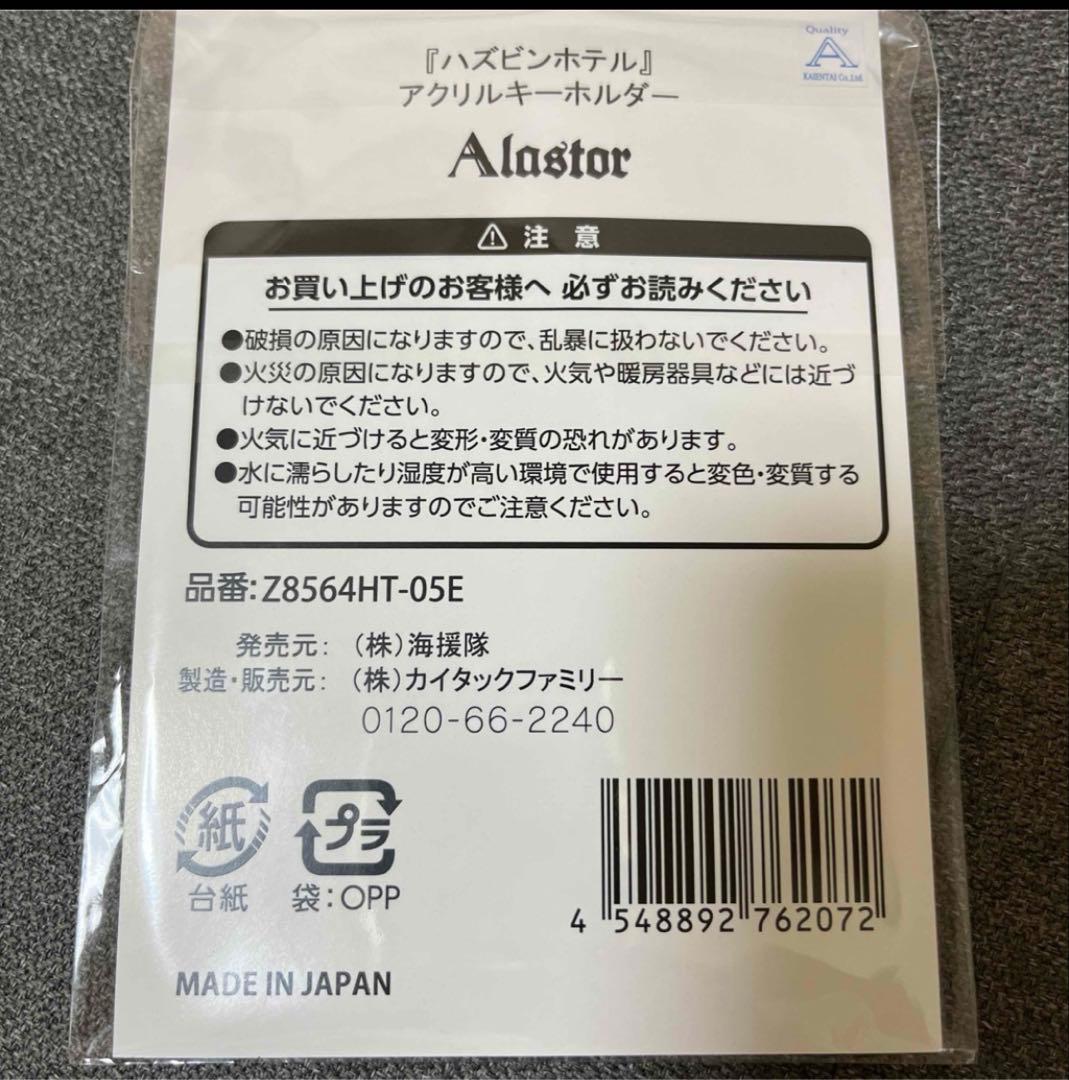 Quality
A
KAIENTAI Co.,Ltd.
『ハズビンホテル』
アクリルキーホルダー
Alastor
注 意
お買い上げのお客様へ 必ずお読みください
●破損の原因になりますので、乱暴に扱わないでください。
●火災の原因になりますので、火気や暖房器具などには近づ
けないでください。
●火気に近づけると変形・変質の恐れがあります。
●水に濡らしたり湿度が高い環境で使用すると変色・変質する
可能性がありますのでご注意ください。
品番:Z8564HT-05E
発売元: (株)海援隊
製造・販売元: (株)カイタックファミリー
0120-66-2240
紙
プラ
台紙
袋:OPP
4 548892 762072
MADE IN JAPAN